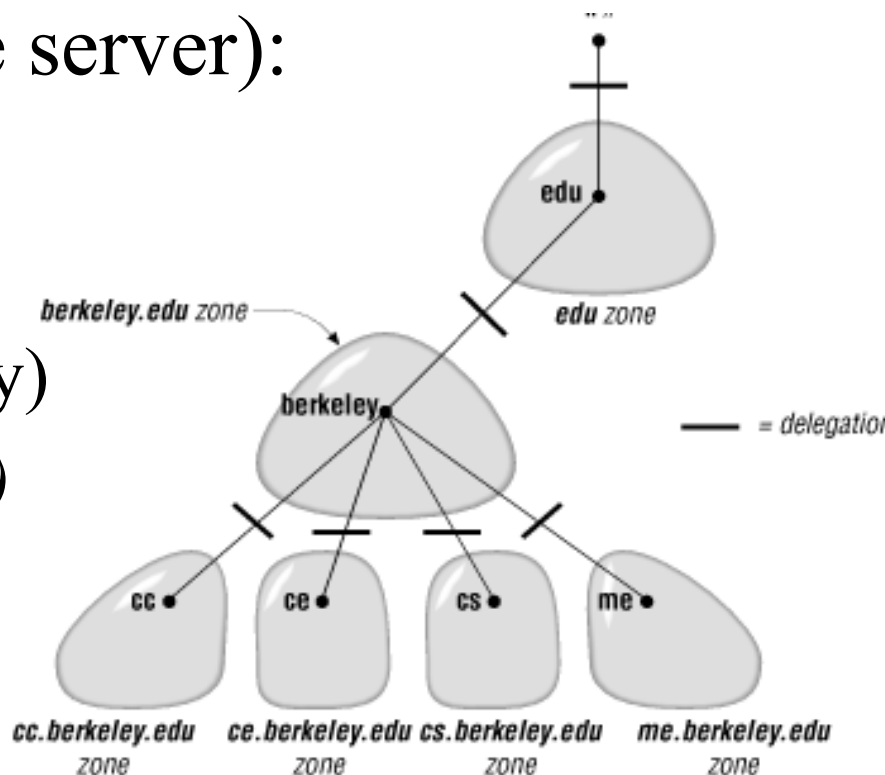 e server):
edu
berkeley.edu zone
edu zone
y)
berkeley
= delegation
)
cc
ce
cs
me
cc.berkeley.edu
zone
ce.berkeley.edu
zone
cs.berkeley.edu
zone
me.berkeley.edu
zone